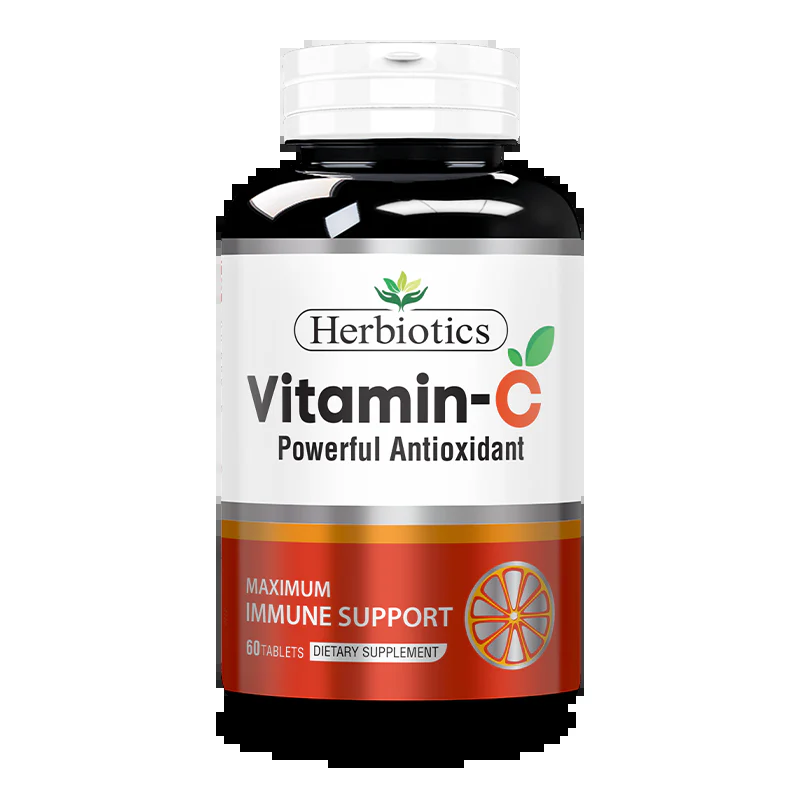 Herbiotics
Vitamin-C
Powerful Antioxidant
MAXIMUM
IMMUNE SUPPORT
60 TABLETS DIETARY SUPPLEMENT